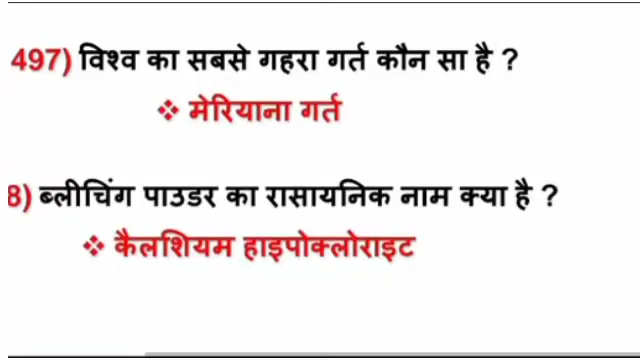 497) विश्व का सबसे गहरा गर्त कौन सा है ?
❖ मेरियाना गर्त
8) ब्लीचिंग पाउडर का रासायनिक नाम क्या है ?
❖ कैलशियम हाइपोक्लोराइट